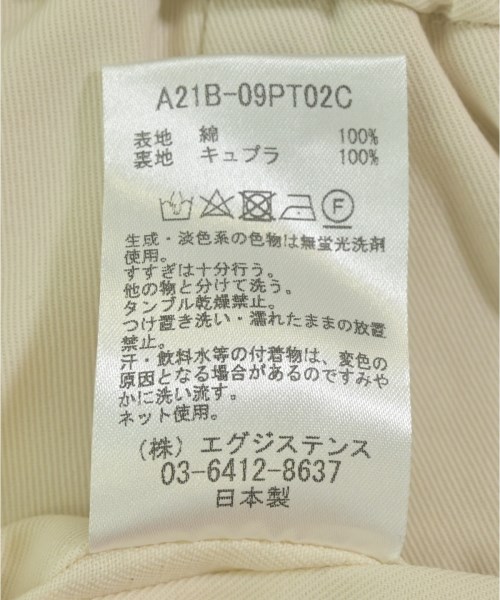 A21B-09PT02C
表地 綿 100%
裏地 キュプラ 100%
F
生成・淡色系の色物は無蛍光洗剤
使用。
すすぎは十分行う。
他の物と分けて洗う。
タンブル乾燥禁止。
つけ置き洗い・濡れたままの放置
禁止。
汗・飲料水等の付着物は、変色の
原因となる場合があるのですみや
かに洗い流す。
ネット使用。
(株) エグジステンス
03-6412-8637
日本製